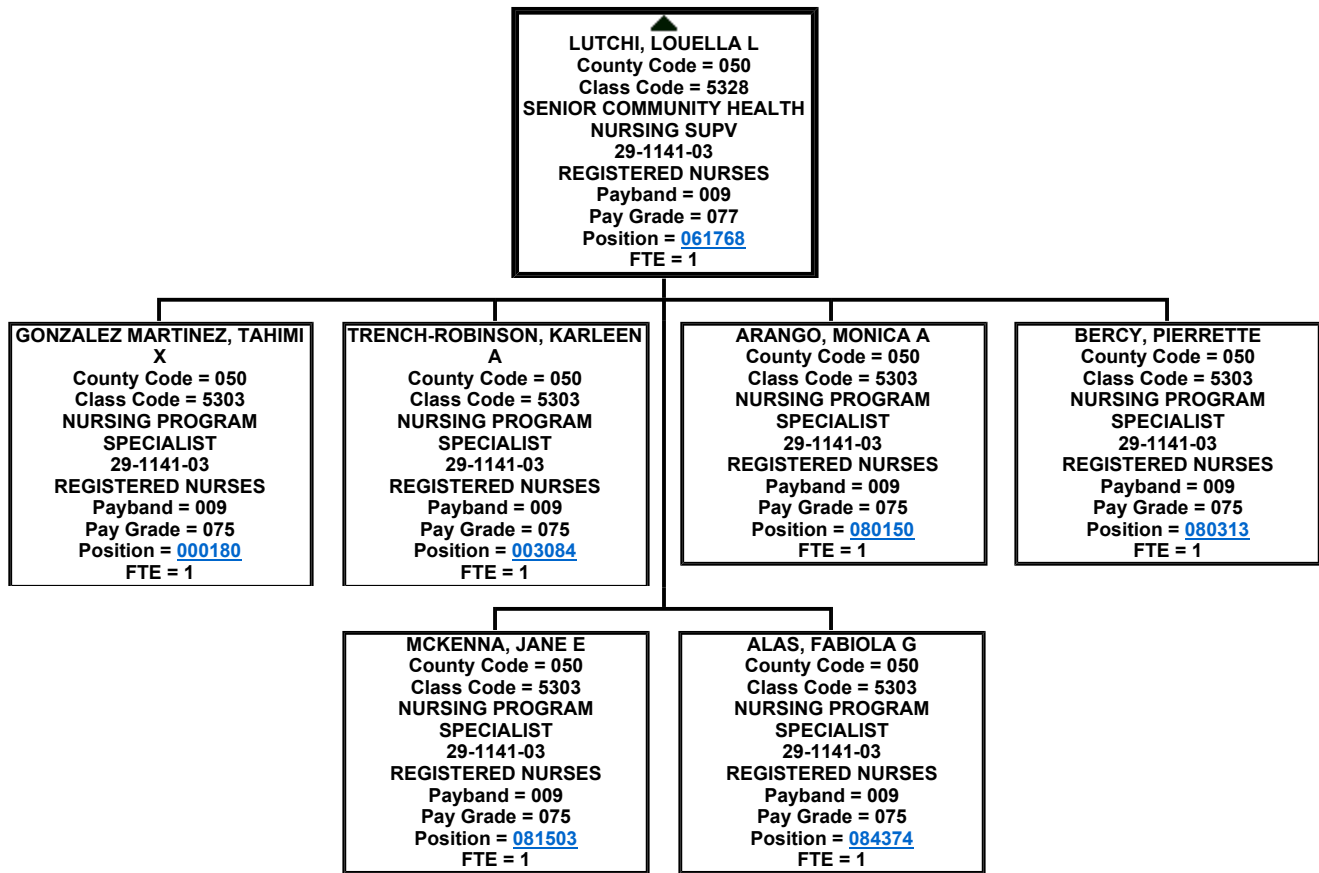 LUTCHI, LOUELLA L
County Code = 050
Class Code = 5328
SENIOR COMMUNITY HEALTH
NURSING SUPV
29-1141-03
REGISTERED NURSES
Payband = 009
Pay Grade = 077
Position = 061768
FTE = 1
GONZALEZ MARTINEZ, TAHIMI
X
County Code = 050
Class Code = 5303
NURSING PROGRAM
SPECIALIST
29-1141-03
REGISTERED NURSES
Payband = 009
Pay Grade = 075
Position = 000180
FTE = 1
TRENCH-ROBINSON, KARLEEN
A
County Code = 050
Class Code = 5303
NURSING PROGRAM
SPECIALIST
29-1141-03
REGISTERED NURSES
Payband = 009
Pay Grade = 075
Position = 003084
FTE = 1
ARANGO, MONICA A
County Code = 050
Class Code = 5303
NURSING PROGRAM
SPECIALIST
29-1141-03
REGISTERED NURSES
Payband = 009
Pay Grade = 075
Position = 080150
FTE = 1
BERCY, PIERRETTE
County Code = 050
Class Code = 5303
NURSING PROGRAM
SPECIALIST
29-1141-03
REGISTERED NURSES
Payband = 009
Pay Grade = 075
Position = 080313
FTE = 1
MCKENNA, JANE E
County Code = 050
Class Code = 5303
NURSING PROGRAM
SPECIALIST
29-1141-03
REGISTERED NURSES
Payband = 009
Pay Grade = 075
Position = 081503
FTE = 1
ALAS, FABIOLA G
County Code = 050
Class Code = 5303
NURSING PROGRAM
SPECIALIST
29-1141-03
REGISTERED NURSES
Payband = 009
Pay Grade = 075
Position = 084374
FTE = 1